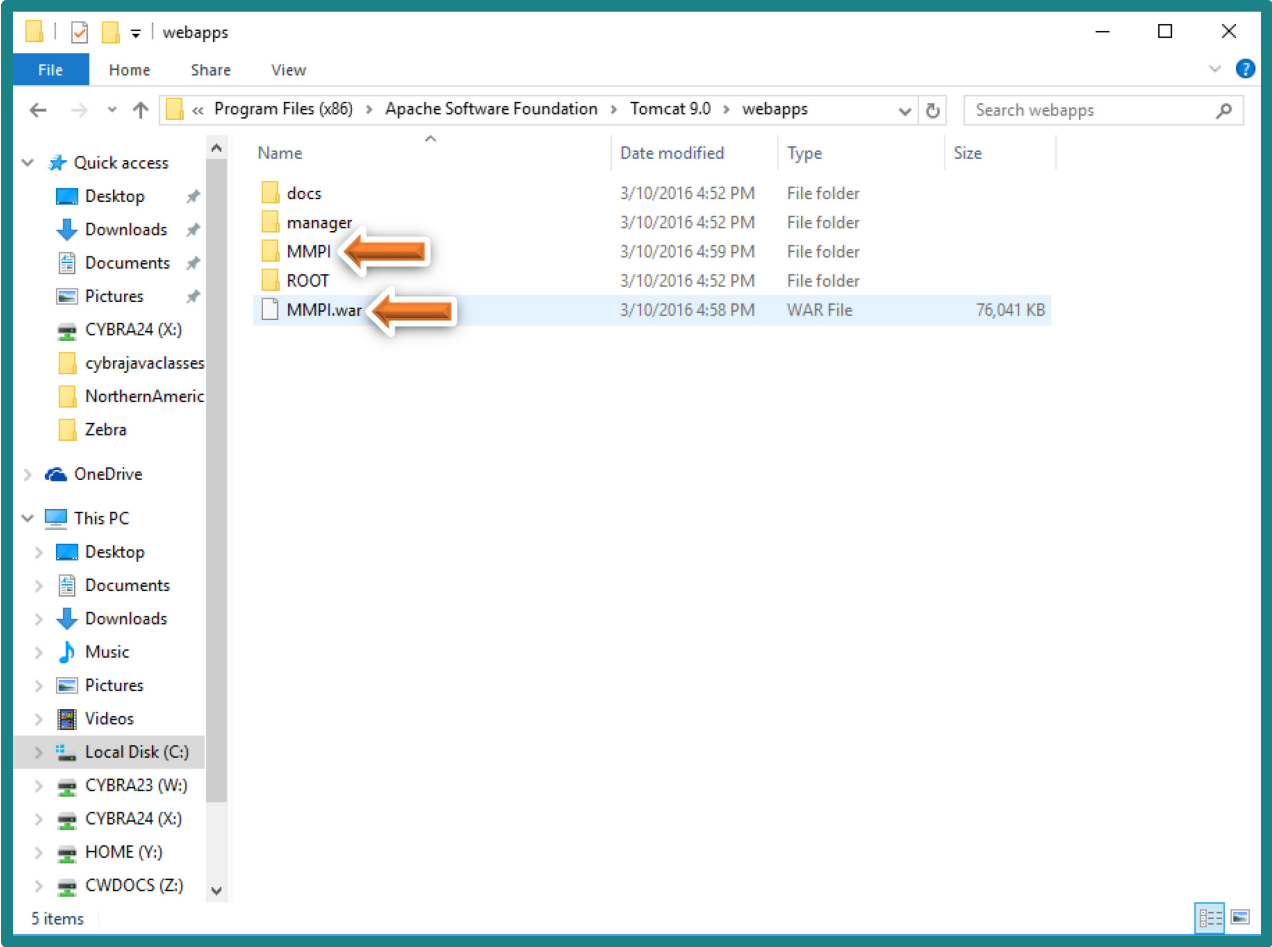 webapps
File Home Share View ?
« Program Files (x86) > Apache Software Foundation > Tomcat 9.0 > webapps Search webapps
Name Date modified Type Size
docs 3/10/2016 4:52 PM File folder
manager 3/10/2016 4:52 PM File folder
MMPI 3/10/2016 4:59 PM File folder
ROOT 3/10/2016 4:52 PM File folder
MMPI.war 3/10/2016 4:58 PM WAR File 76,041 KB
Quick access
Desktop
Downloads
Documents
Pictures
CYBRA24 (X:)
cybrajavaclasses
NorthernAmeric
Zebra
OneDrive
This PC
Desktop
Documents
Downloads
Music
Pictures
Videos
Local Disk (C:)
CYBRA23 (W:)
CYBRA24 (X:)
HOME (Y:)
CWDOCS (Z:)
5 items